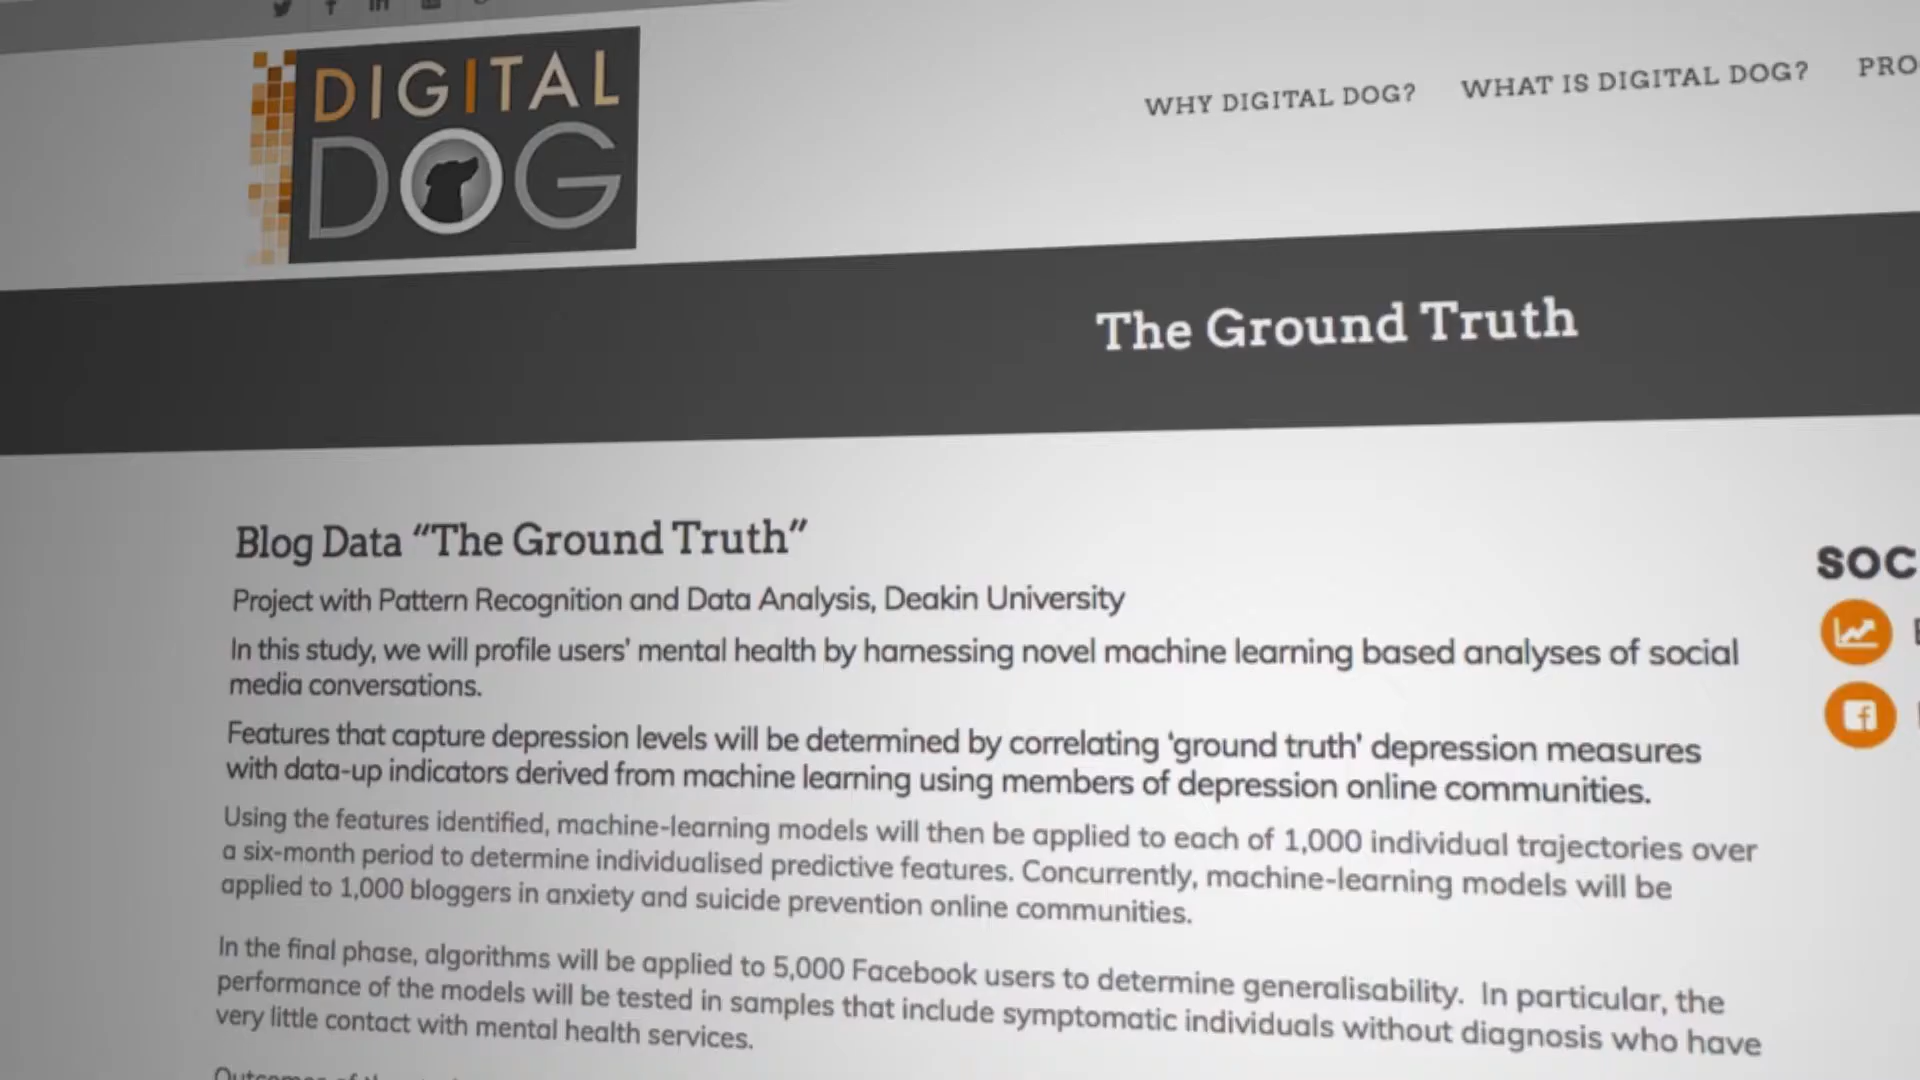 DIGITAL
DOG
WHY DIGITAL DOG? WHAT IS DIGITAL DOG?
The Ground Truth
Blog Data “The Ground Truth”
Project with Pattern Recognition and Data Analysis, Deakin University
In this study, we will profile users' mental health by harnessing novel machine learning based analyses of social
media conversations.
Features that capture depression levels will be determined by correlating 'ground truth' depression measures
with data-up indicators derived from machine learning using members of depression online communities.
Using the features identified, machine-learning models will then be applied to each of 1,000 individual trajectories over
a six-month period to determine individualised predictive features. Concurrently, machine-learning models will be
applied to 1,000 bloggers in anxiety and suicide prevention online communities.
In the final phase, algorithms will be applied to 5,000 Facebook users to determine generalisability. In particular, the
performance of the models will be tested in samples that include symptomatic individuals without diagnosis who have
very little contact with mental health services.